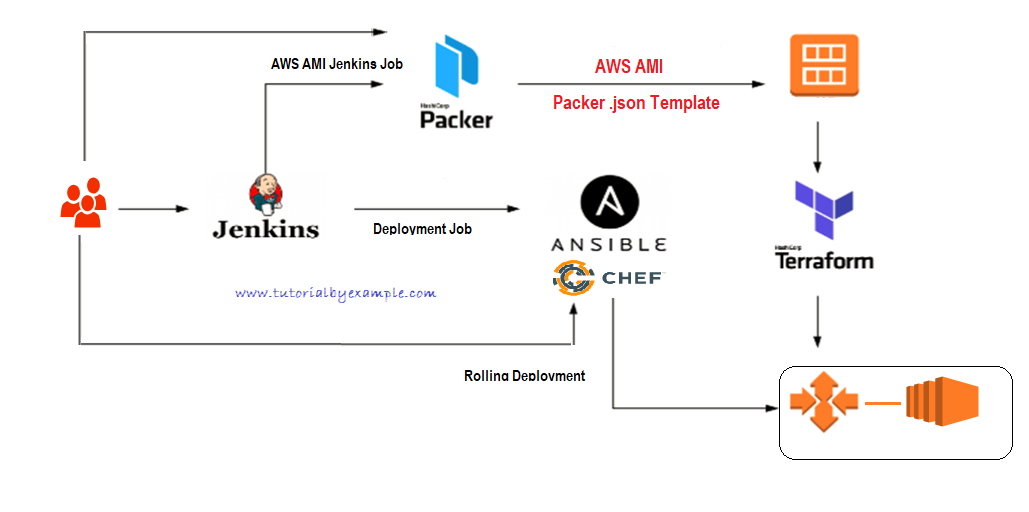 AWS AMI Jenkins Job
HashiCorp
Packer
AWS AMI
Packer .json Template
Jenkins
Deployment Job
ANSIBLE
CHEF
HashiCorp
Terraform
www.tutorialbyexample.com
Rolling Deployment